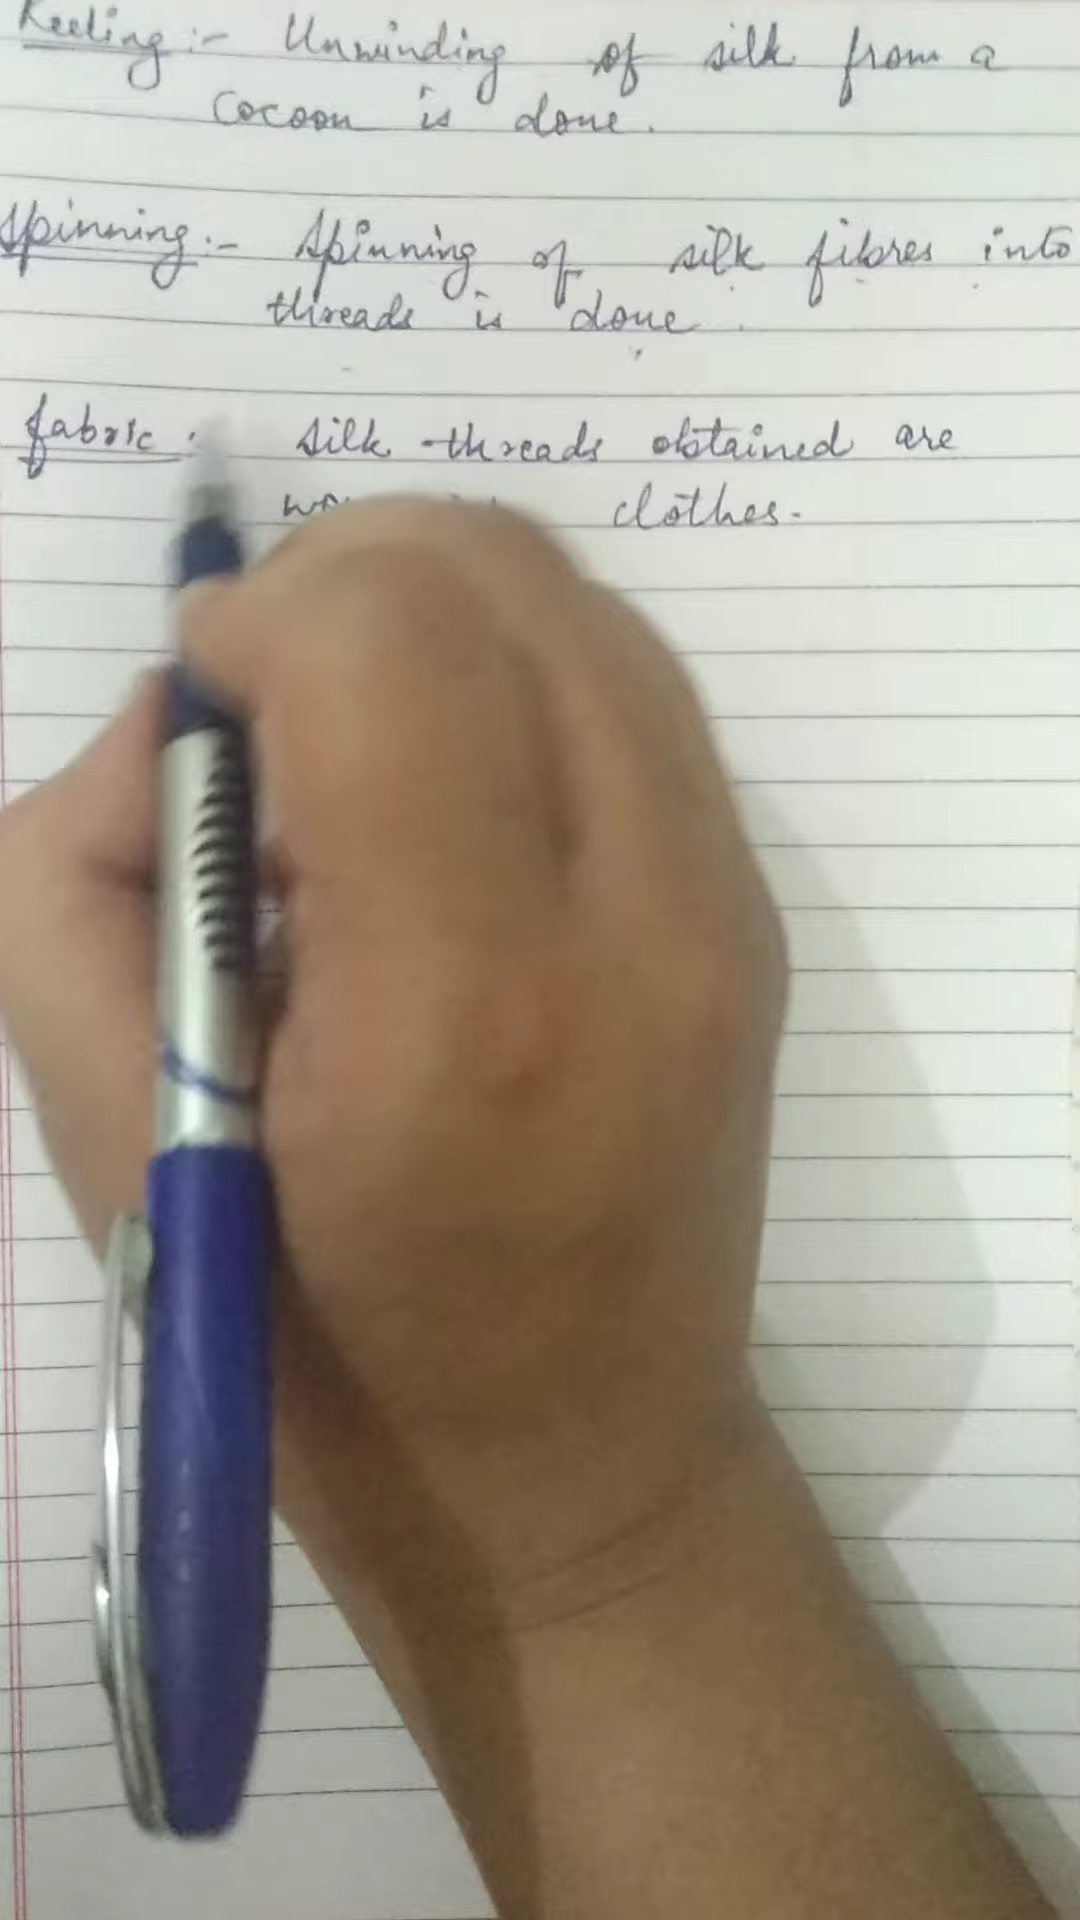 Reeling :- Unwinding of silk from a
cocoon is done.
Spinning :- Spinning of silk fibres into
threads is done.
fabric :- silk threads obtained are
clothes.